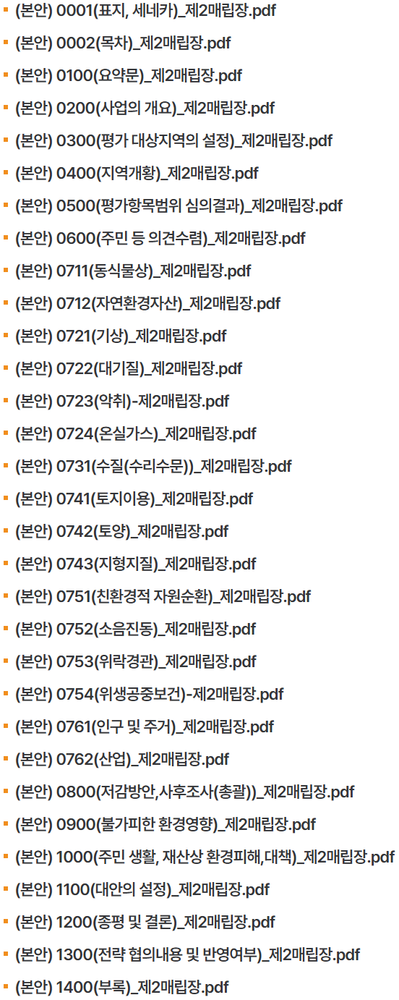 (본안) 0001(표지, 세네카)_제2매립장.pdf
(본안) 0002(목차)_제2매립장.pdf
(본안) 0100(요약문)_제2매립장.pdf
(본안) 0200(사업의 개요)_제2매립장.pdf
(본안) 0300(평가 대상지역의 설정)_제2매립장.pdf
(본안) 0400(지역개황)_제2매립장.pdf
(본안) 0500(평가항목범위 심의결과)_제2매립장.pdf
(본안) 0600(주민 등 의견수렴)_제2매립장.pdf
(본안) 0711(동식물상)_제2매립장.pdf
(본안) 0712(자연환경자산)_제2매립장.pdf
(본안) 0721(기상)_제2매립장.pdf
(본안) 0722(대기질)_제2매립장.pdf
(본안) 0723(악취)-제2매립장.pdf
(본안) 0724(온실가스)_제2매립장.pdf
(본안) 0731(수질(수리수문))_제2매립장.pdf
(본안) 0741(토지이용)_제2매립장.pdf
(본안) 0742(토양)_제2매립장.pdf
(본안) 0743(지형지질)_제2매립장.pdf
(본안) 0751(친환경적 자원순환)_제2매립장.pdf
(본안) 0752(소음진동)_제2매립장.pdf
(본안) 0753(위락경관)_제2매립장.pdf
(본안) 0754(위생공중보건)-제2매립장.pdf
(본안) 0761(인구 및 주거)_제2매립장.pdf
(본안) 0762(산업)_제2매립장.pdf
(본안) 0800(저감방안,사후조사(총괄))_제2매립장.pdf
(본안) 0900(불가피한 환경영향)_제2매립장.pdf
(본안) 1000(주민 생활, 재산상 환경피해,대책)_제2매립장.pdf
(본안) 1100(대안의 설정)_제2매립장.pdf
(본안) 1200(종평 및 결론)_제2매립장.pdf
(본안) 1300(전략 협의내용 및 반영여부)_제2매립장.pdf
(본안) 1400(부록)_제2매립장.pdf